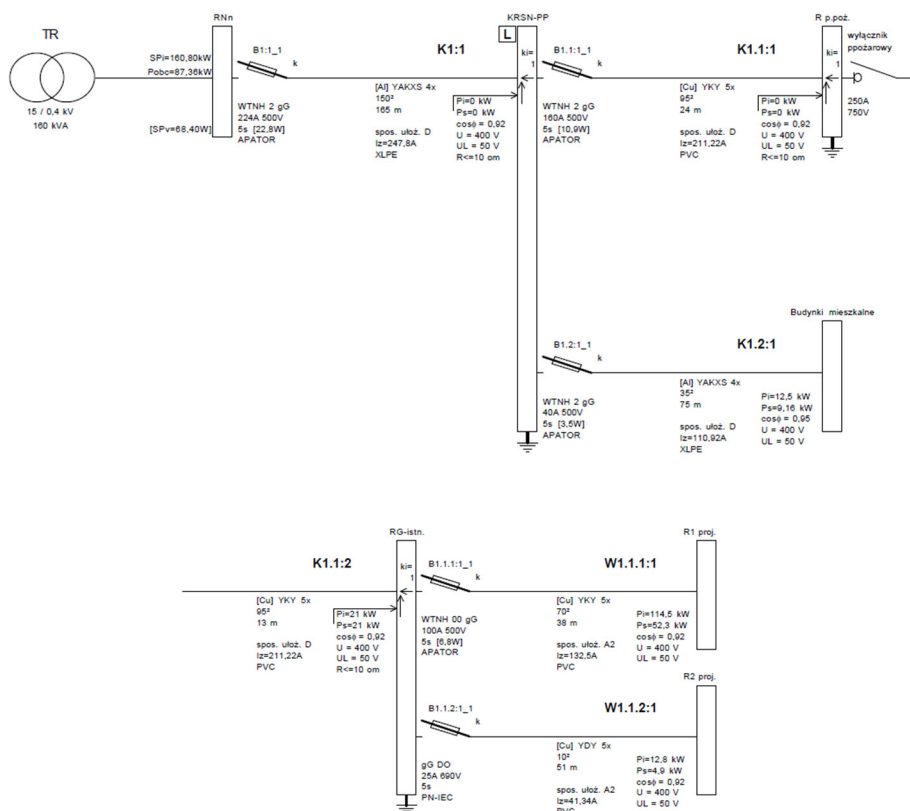 TR
15 / 0,4 kV
160 kVA
RNn
SPi=160,80kW
Pobc=87,36kW
[SPv=68,40W]
B1:1_1
k
WTNH 2 gG
224A 500V
5s [22,8W]
APATOR
K1:1
[Al] YAKXS 4x
150²
165 m
spos. ułoż. D
Iz=247,8A
XLPE
KRSN-PP
L
ki=
1
Pi=0 kW
Ps=0 kW
cosϕ = 0,92
U = 400 V
UL = 50 V
R<=10 om
B1.1:1_1
k
WTNH 2 gG
160A 500V
5s [10,9W]
APATOR
K1.1:1
[Cu] YKY 5x
95²
24 m
spos. ułoż. D
Iz=211,22A
PVC
R p.poż.
ki=
1
Pi=0 kW
Ps=0 kW
cosϕ = 0,92
U = 400 V
UL = 50 V
R<=10 om
wyłącznik
ppożarowy
250A
750V
B1.2:1_1
k
WTNH 2 gG
40A 500V
5s [3,5W]
APATOR
K1.2:1
[Al] YAKXS 4x
35²
75 m
spos. ułoż. D
Iz=110,92A
XLPE
Budynki mieszkalne
Pi=12,5 kW
Ps=9,16 kW
cosϕ = 0,95
U = 400 V
UL = 50 V
K1.1:2
[Cu] YKY 5x
95²
13 m
spos. ułoż. D
Iz=211,22A
PVC
RG-istn.
ki=
1
Pi=21 kW
Ps=21 kW
cosϕ = 0,92
U = 400 V
UL = 50 V
R<=10 om
B1.1.1:1_1
k
WTNH 00 gG
100A 500V
5s [6,8W]
APATOR
W1.1.1:1
[Cu] YKY 5x
70²
38 m
spos. ułoż. A2
Iz=132,5A
PVC
R1 proj.
Pi=114,5 kW
Ps=52,3 kW
cosϕ = 0,92
U = 400 V
UL = 50 V
B1.1.2:1_1
k
gG DO
25A 690V
5s
PN-IEC
W1.1.2:1
[Cu] YDY 5x
10²
51 m
spos. ułoż. A2
Iz=41,34A
PVC
R2 proj.
Pi=12,8 kW
Ps=4,9 kW
cosϕ = 0,92
U = 400 V
UL = 50 V